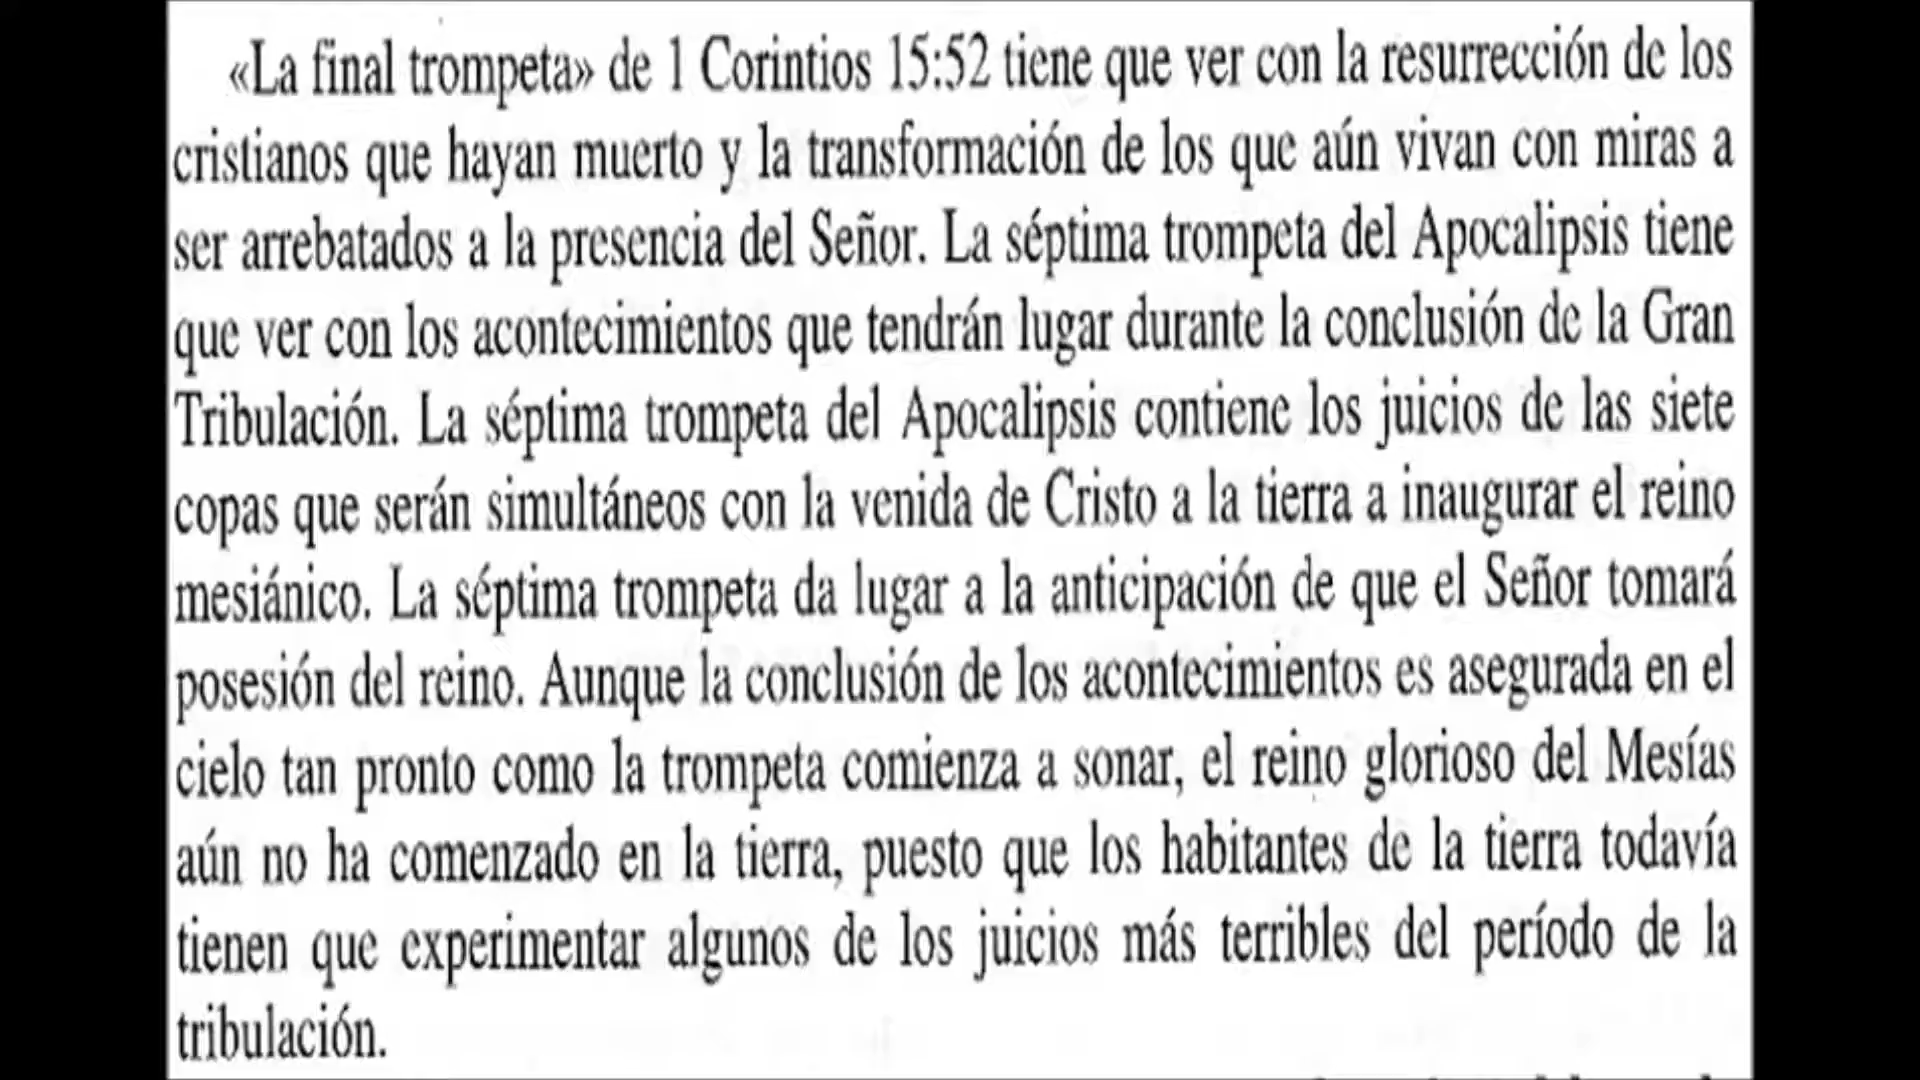 «La final trompeta» de 1 Corintios 15:52 tiene que ver con la resurrección de los
cristianos que hayan muerto y la transformación de los que aún vivan con miras a
ser arrebatados a la presencia del Señor. La séptima trompeta del Apocalipsis tiene
que ver con los acontecimientos que tendrán lugar durante la conclusión de la Gran
Tribulación. La séptima trompeta del Apocalipsis contiene los juicios de las siete
copas que serán simultáneos con la venida de Cristo a la tierra a inaugurar el reino
mesiánico. La séptima trompeta da lugar a la anticipación de que el Señor tomará
posesión del reino. Aunque la conclusión de los acontecimientos es asegurada en el
cielo tan pronto como la trompeta comienza a sonar, el reino glorioso del Mesías
aún no ha comenzado en la tierra, puesto que los habitantes de la tierra todavía
tienen que experimentar algunos de los juicios más terribles del período de la
tribulación.